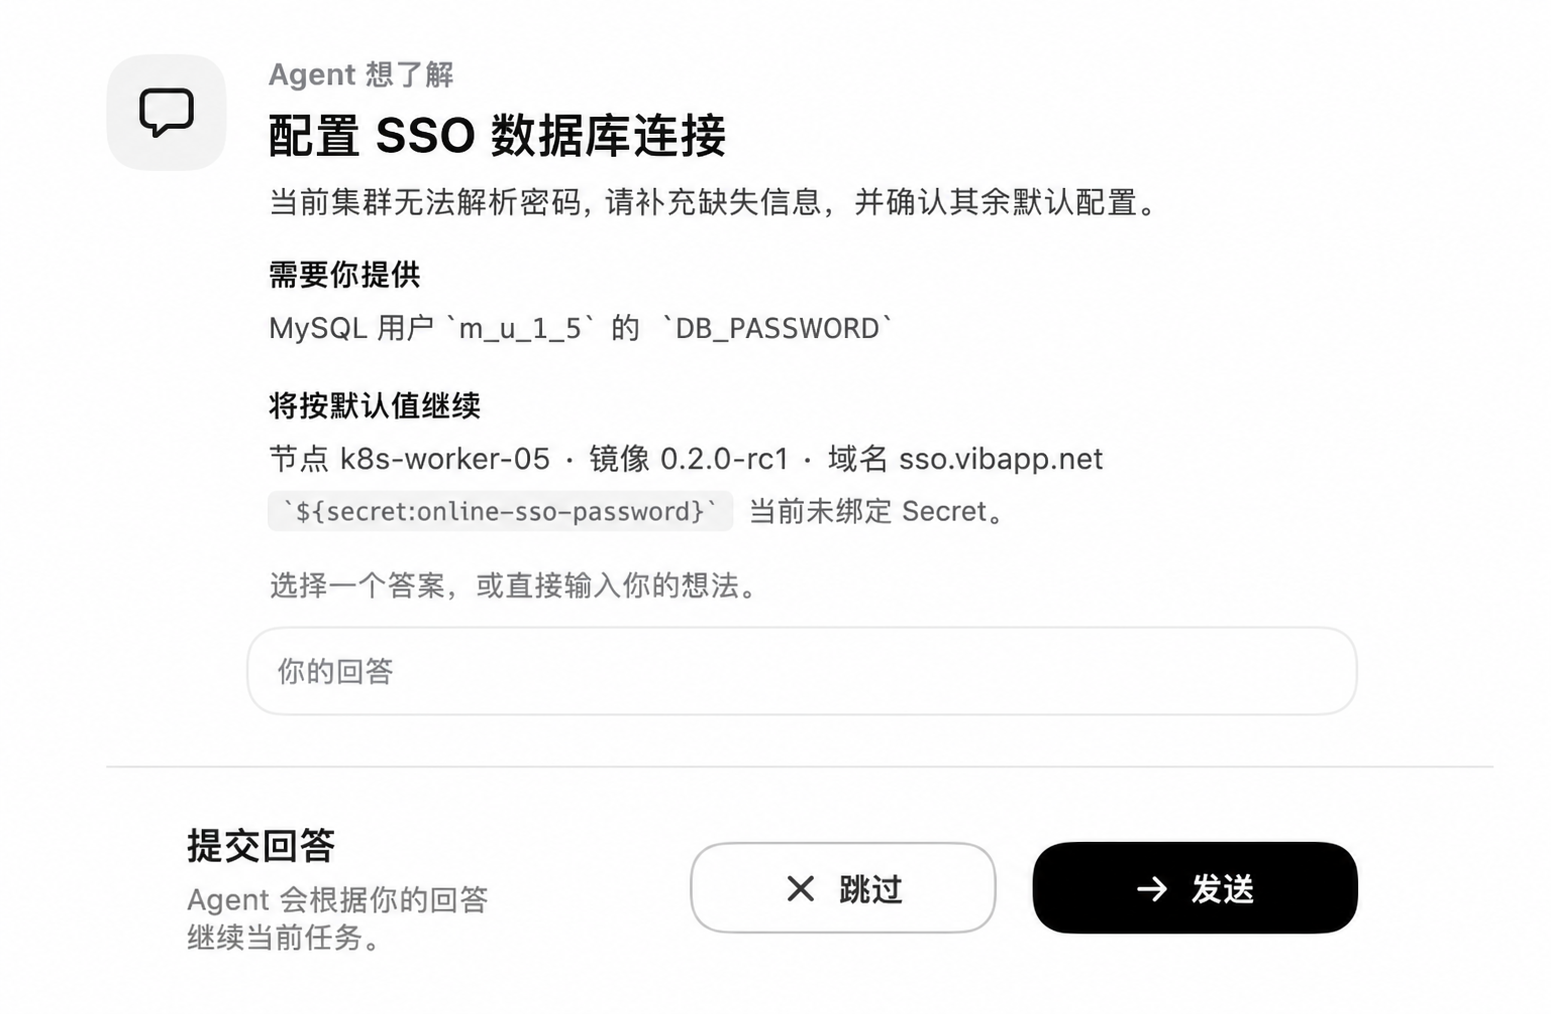 Agent 想了解
配置 SSO 数据库连接
当前集群无法解析密码, 请补充缺失信息，并确认其余默认配置。
需要你提供
MySQL 用户 `m_u_1_5` 的 `DB_PASSWORD`
将按默认值继续
节点 k8s-worker-05 · 镜像 0.2.0-rc1 · 域名 sso.vibapp.net
`${secret:online-sso-password}` 当前未绑定 Secret。
选择一个答案，或直接输入你的想法。
你的回答
提交回答
Agent 会根据你的回答
继续当前任务。
跳过
发送